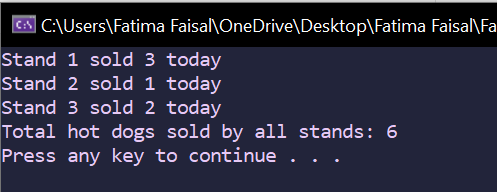 C:\Users\Fatima Faisal\OneDrive\Desktop\Fatima Faisal\Fa
Stand 1 sold 3 today
Stand 2 sold 1 today
Stand 3 sold 2 today
Total hot dogs sold by all stands: 6
Press any key to continue . . .